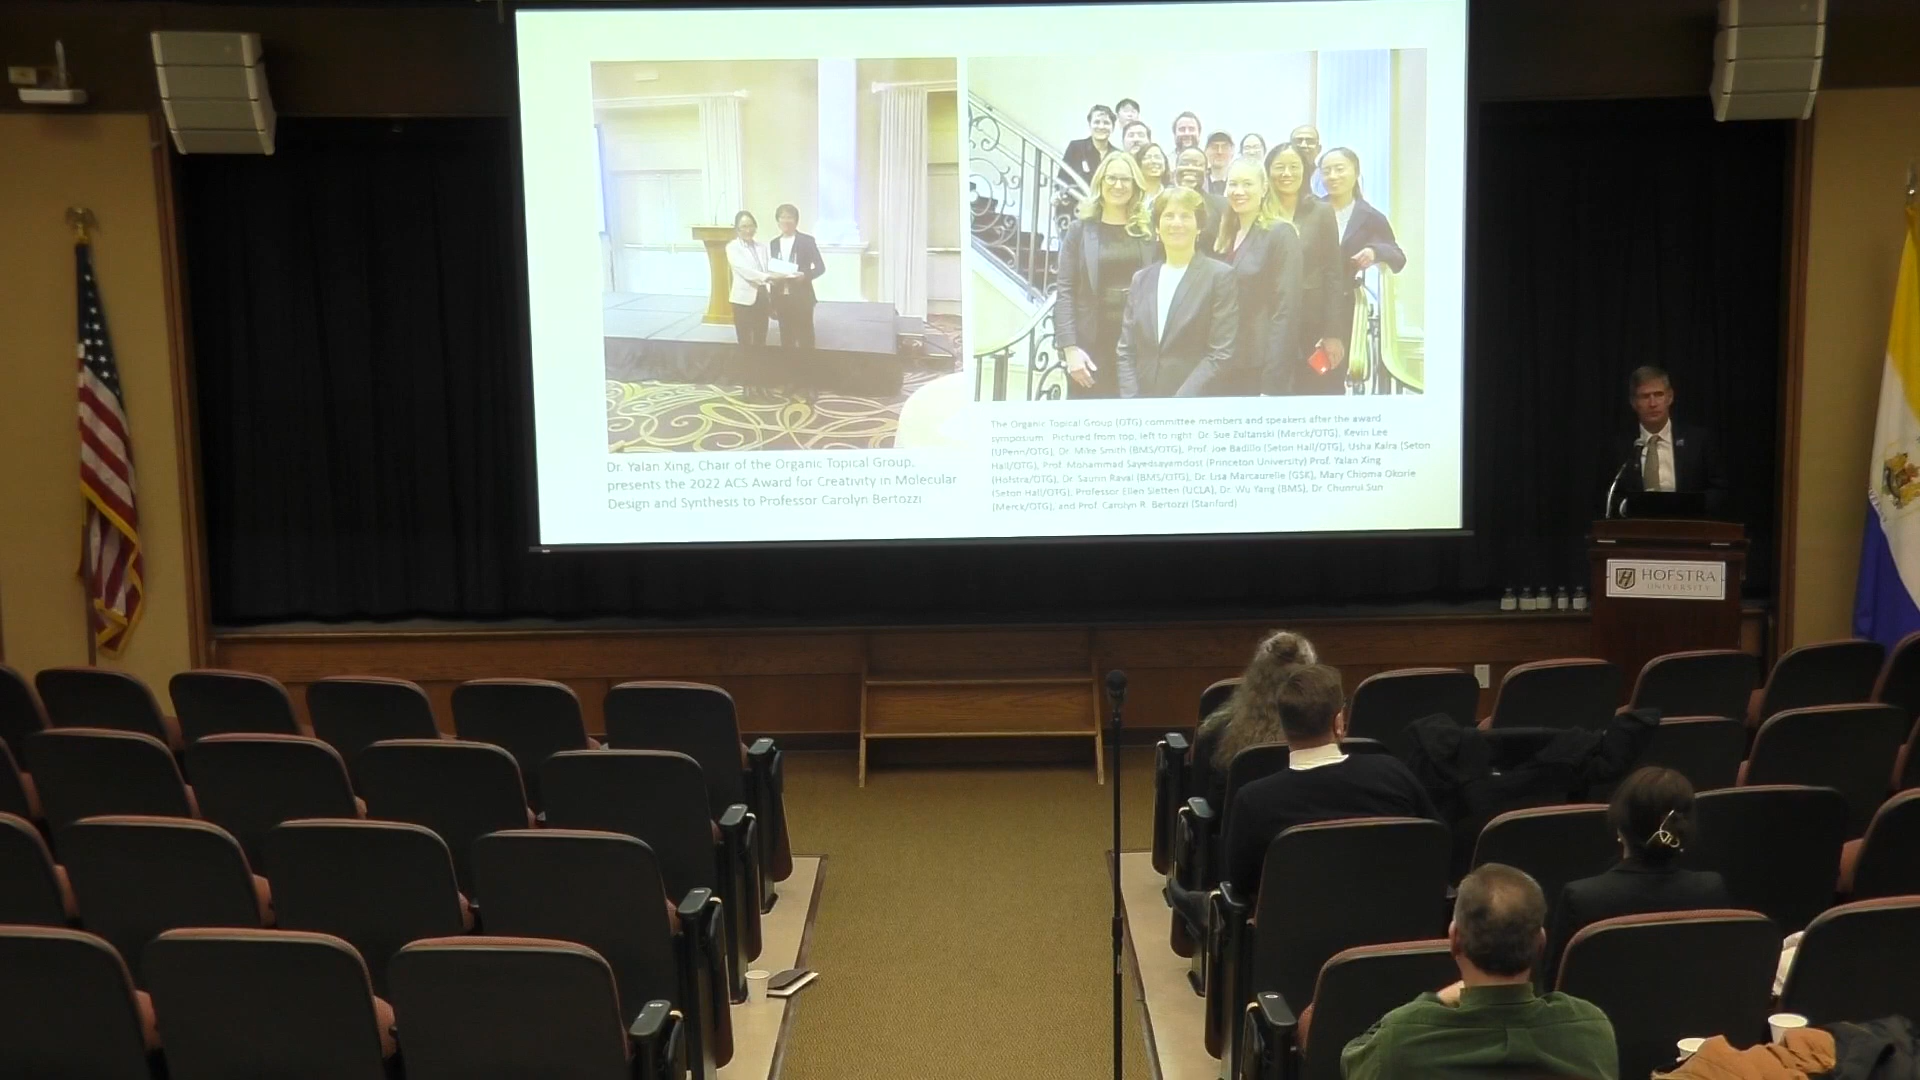 Dr. Yalan Xing, Chair of the Organic Topical Group,
presents the 2022 ACS Award for Creativity in Molecular
Design and Synthesis to Professor Carolyn Bertozzi
The Organic Topical Group (OTG) committee members and speakers after the award
symposium. Pictured from top, left to right: Dr. Sue Zultanski (Merck/OTG), Kevin Lee
(UPenn/OTG), Dr. Mike Smith (BMS/OTG), Prof. Joe Badillo (Seton Hall/OTG), Usha Kalra (Seton
Hall/OTG), Prof. Mohammad Sayedsayamdost (Princeton University) Prof. Yalan Xing
(Hofstra/OTG), Dr. Saurin Raval (BMS/OTG), Dr. Lisa Marcaurelle (GSK), Mary Chioma Okorie
(Seton Hall/OTG), Professor Ellen Sletten (UCLA), Dr. Wu Yang (BMS), Dr. Chunrui Sun
(Merck/OTG), and Prof. Carolyn R. Bertozzi (Stanford)
HOFSTRA
UNIVERSITY